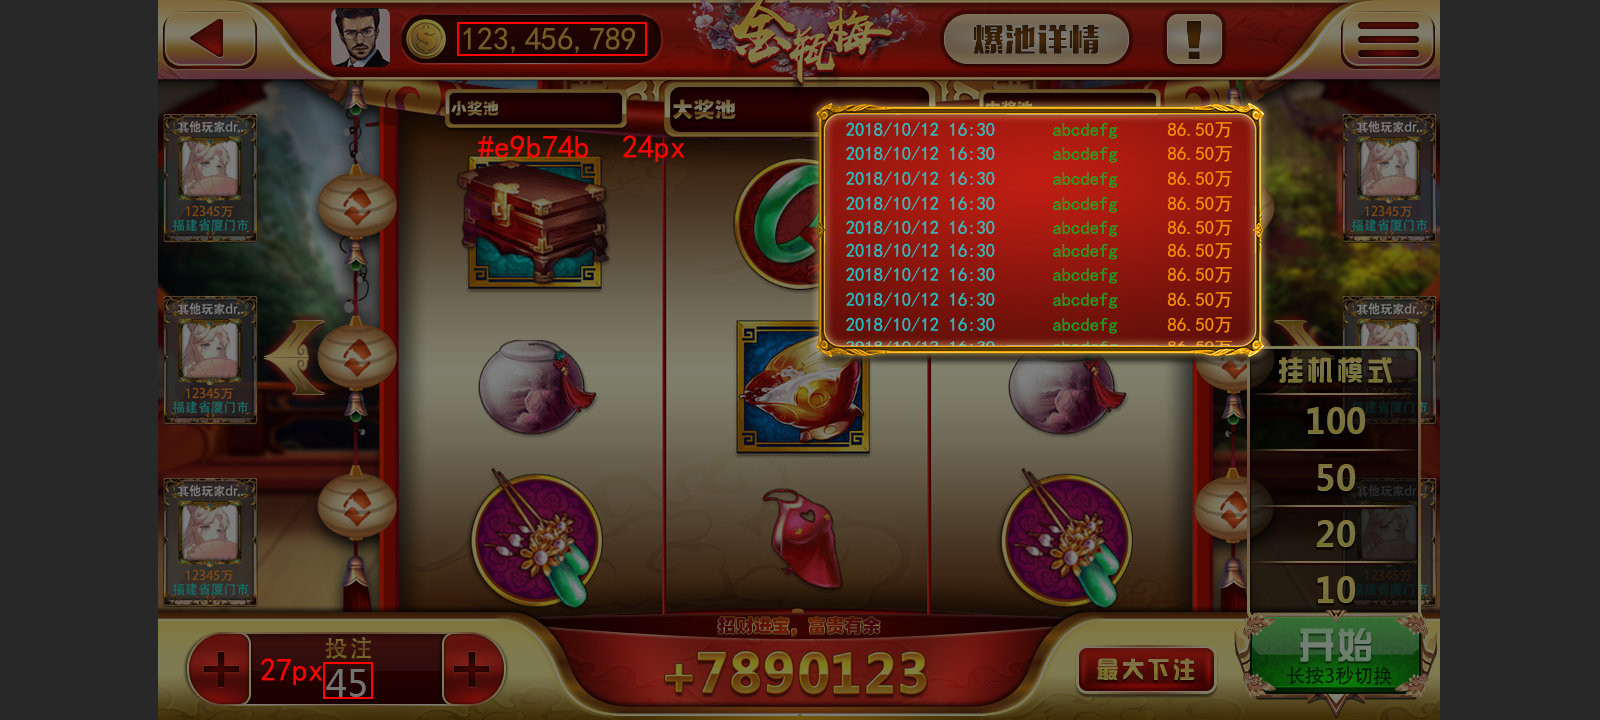 123,456,789
金瓶梅
爆池详情
!
小奖池
大奖池
#e9b74b 24px
2018/10/12 16:30 abcdefg 86.50万
2018/10/12 16:30 abcdefg 86.50万
2018/10/12 16:30 abcdefg 86.50万
2018/10/12 16:30 abcdefg 86.50万
2018/10/12 16:30 abcdefg 86.50万
2018/10/12 16:30 abcdefg 86.50万
2018/10/12 16:30 abcdefg 86.50万
2018/10/12 16:30 abcdefg 86.50万
2018/10/12 16:30 abcdefg 86.50万
其他玩家dr..
12345万
福建省厦门市
其他玩家dr..
12345万
福建省厦门市
其他玩家dr..
12345万
福建省厦门市
其他玩家dr..
12345万
福建省厦门市
其他玩家dr..
挂机模式
100
50
20
10
招财进宝，富贵有余
+7890123
投注
27px 45
最大下注
开始
长按3秒切换